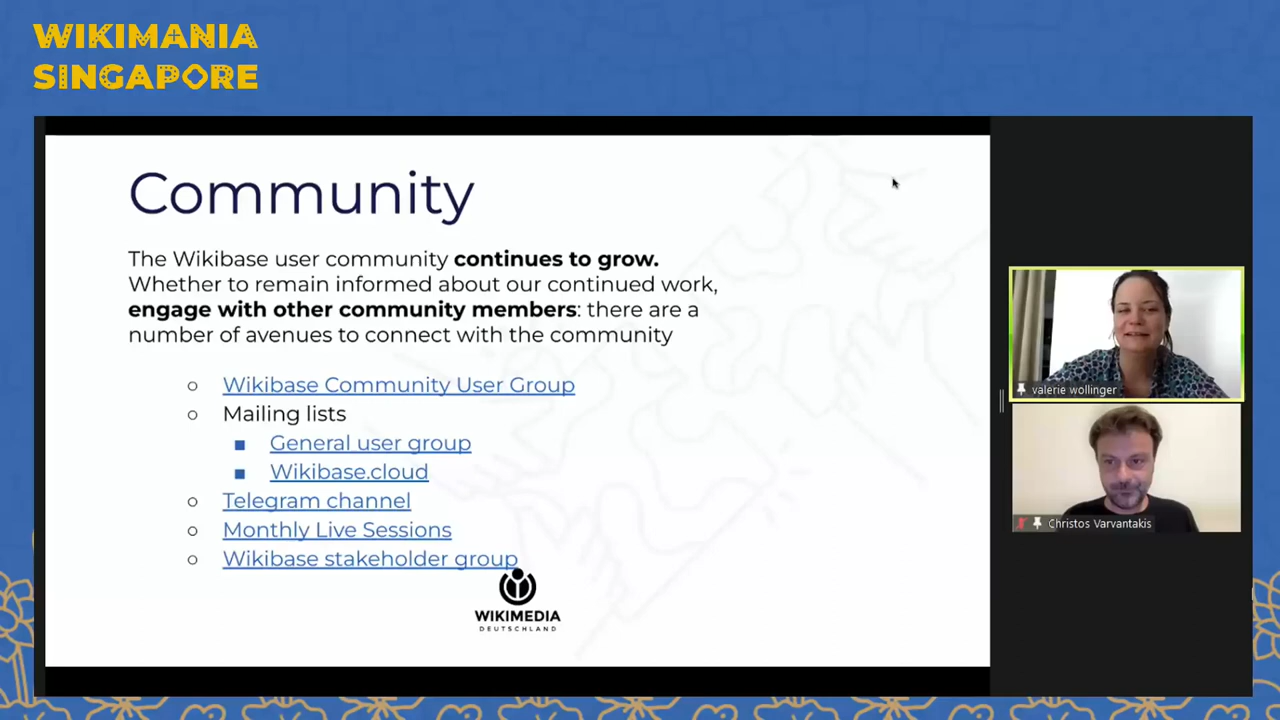 WIKIMANIA
SINGAPORE
Community
The Wikibase user community continues to grow.
Whether to remain informed about our continued work,
engage with other community members: there are a
number of avenues to connect with the community
Wikibase Community User Group
Mailing lists
General user group
Wikibase.cloud
Telegram channel
Monthly Live Sessions
Wikibase stakeholder group
WIKIMEDIA
DEUTSCHLAND
valerie wollinger
Christos Varvantakis